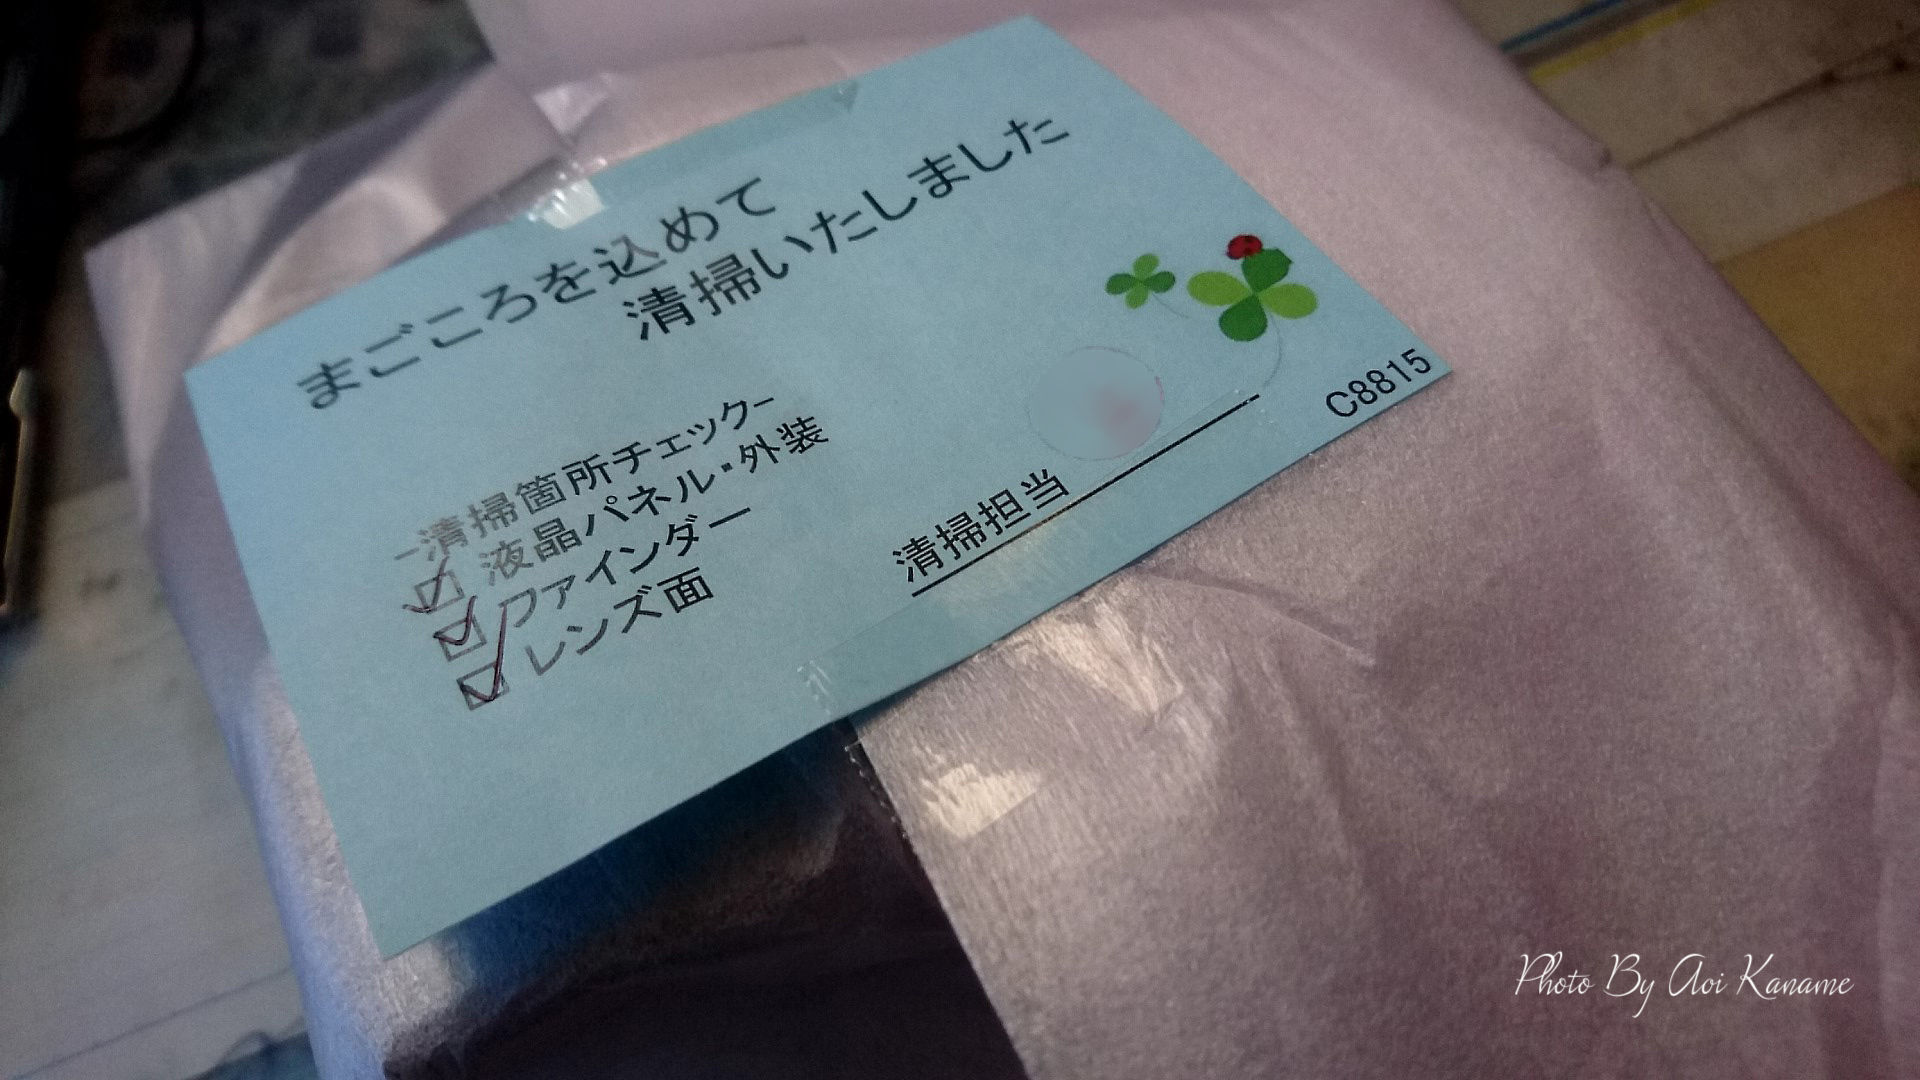 まごころを込めて
清掃いたしました
-清掃箇所チェック-
☑ 液晶パネル・外装
☑ ファインダー
☑ レンズ面
清掃担当
C8815
Photo By Aoi Kaname